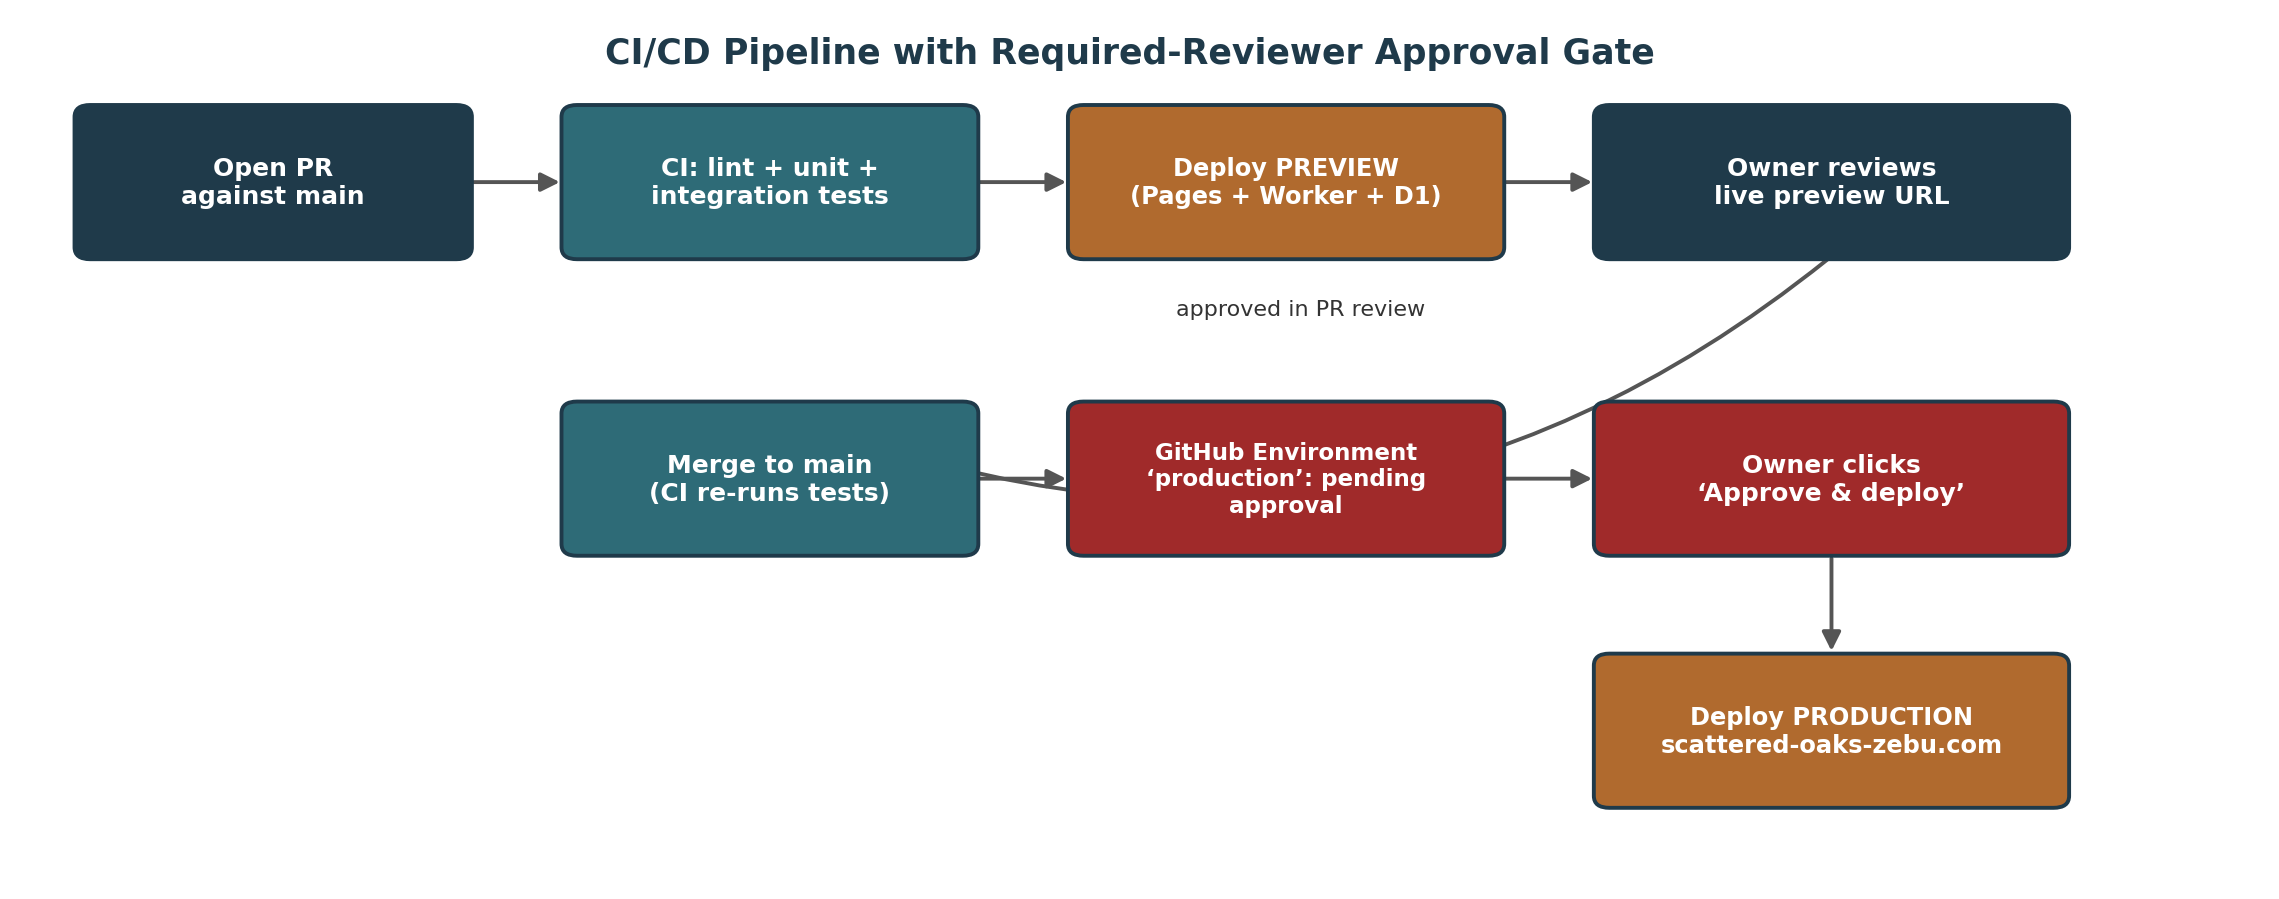 CI/CD Pipeline with Required-Reviewer Approval Gate
Open PR
against main
CI: lint + unit +
integration tests
Deploy PREVIEW
(Pages + Worker + D1)
Owner reviews
live preview URL
approved in PR review
Merge to main
(CI re-runs tests)
GitHub Environment
‘production’: pending
approval
Owner clicks
‘Approve & deploy’
Deploy PRODUCTION
scattered-oaks-zebu.com